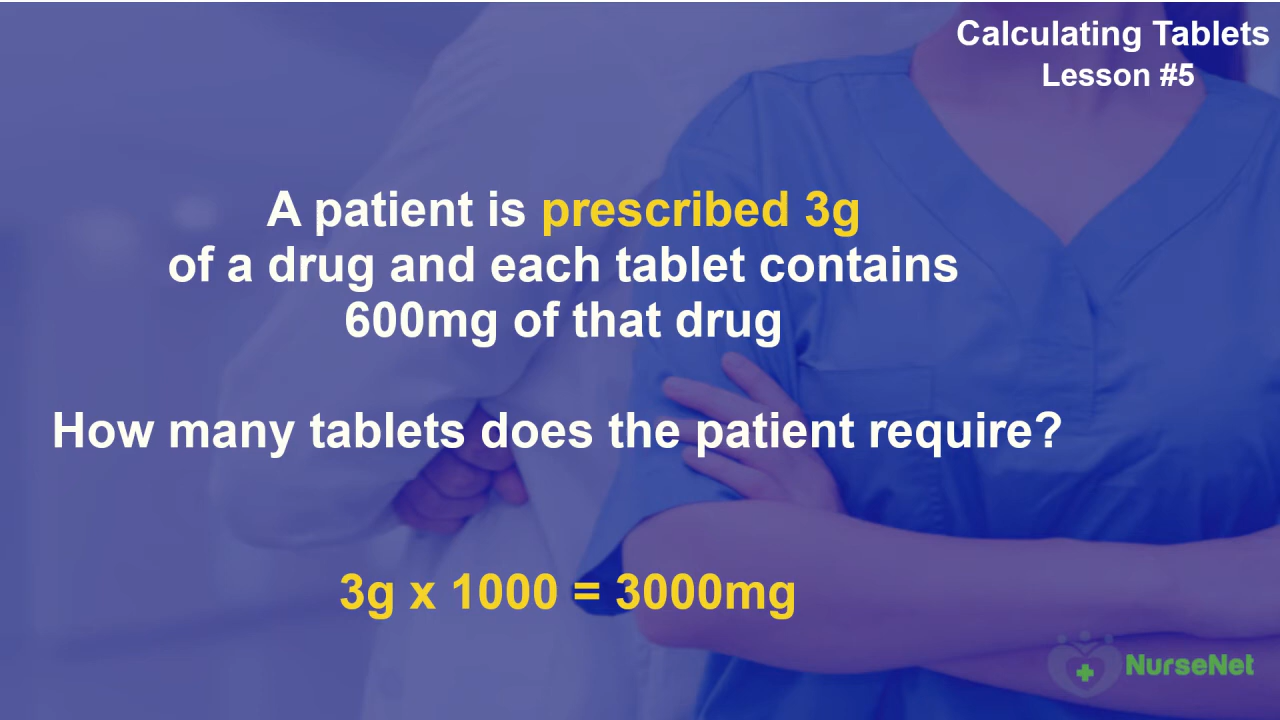 Calculating Tablets
Lesson #5
A patient is prescribed 3g
of a drug and each tablet contains
600mg of that drug
How many tablets does the patient require?
3g x 1000 = 3000mg
NurseNet